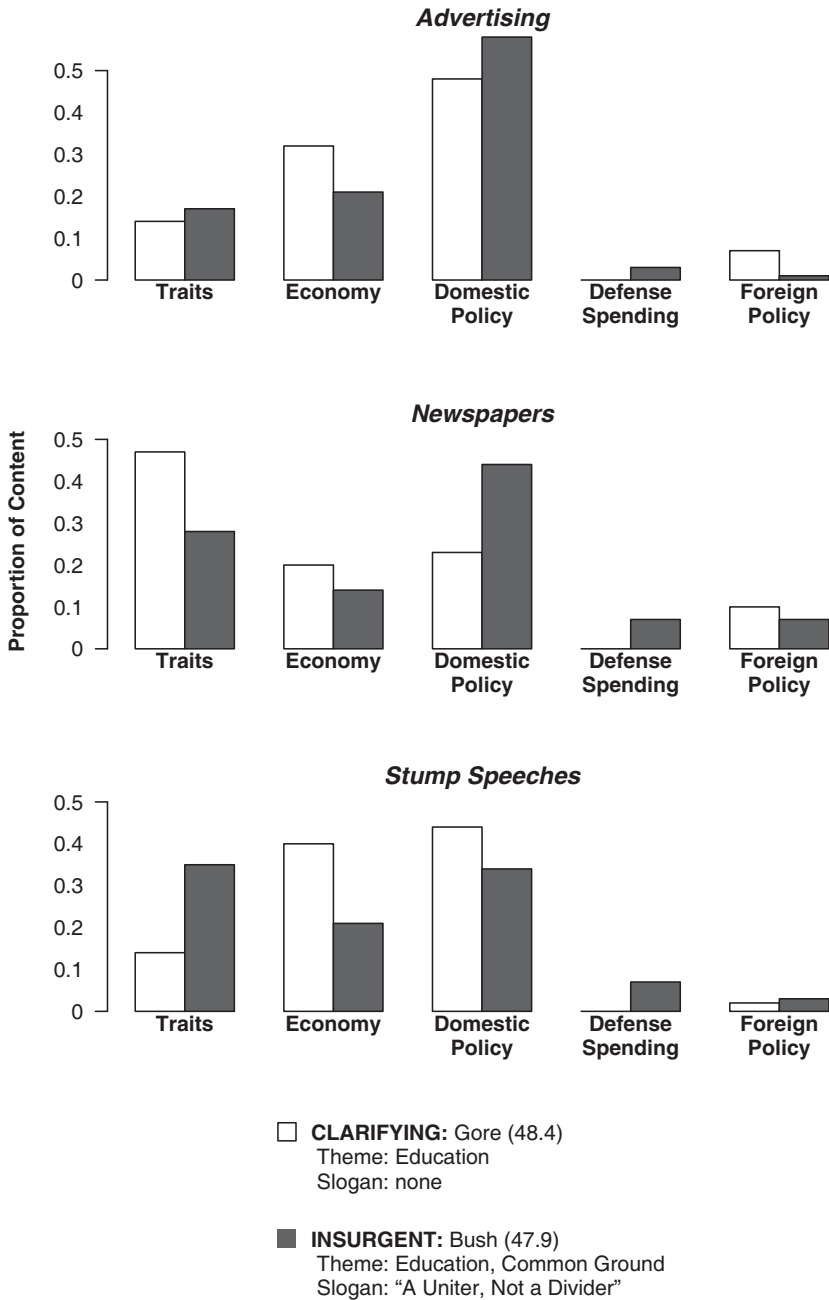 Advertising
0.5
0.4
0.3
0.2
0.1
0
Traits Economy Domestic Policy Defense Spending Foreign Policy
Newspapers
Proportion of Content
0.5
0.4
0.3
0.2
0.1
0
Traits Economy Domestic Policy Defense Spending Foreign Policy
Stump Speeches
0.5
0.4
0.3
0.2
0.1
0
Traits Economy Domestic Policy Defense Spending Foreign Policy
CLARIFYING: Gore (48.4)
Theme: Education
Slogan: none
INSURGENT: Bush (47.9)
Theme: Education, Common Ground
Slogan: “A Uniter, Not a Divider”